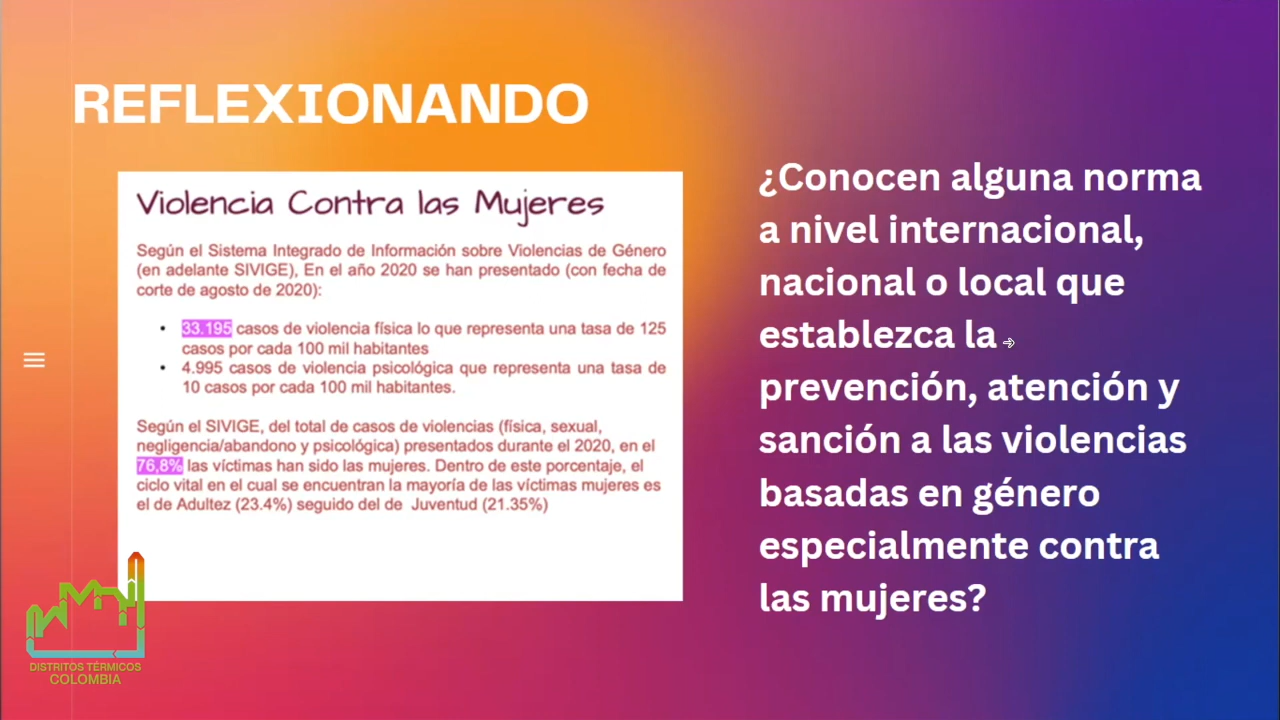 REFLEXIONANDO
Violencia Contra las Mujeres
Según el Sistema Integrado de Información sobre Violencias de Género
(en adelante SIVIGE), En el año 2020 se han presentado (con fecha de
corte de agosto de 2020):
• 33.195 casos de violencia física lo que representa una tasa de 125
casos por cada 100 mil habitantes
• 4.995 casos de violencia psicológica que representa una tasa de
10 casos por cada 100 mil habitantes.
Según el SIVIGE, del total de casos de violencias (física, sexual,
negligencia/abandono y psicológica) presentados durante el 2020, en el
76,8% las víctimas han sido las mujeres. Dentro de este porcentaje, el
ciclo vital en el cual se encuentran la mayoría de las víctimas mujeres es
el de Adultez (23.4%) seguido del de Juventud (21.35%)
¿Conocen alguna norma
a nivel internacional,
nacional o local que
establezca la
prevención, atención y
sanción a las violencias
basadas en género
especialmente contra
las mujeres?
DISTRITOS TÉRMICOS
COLOMBIA